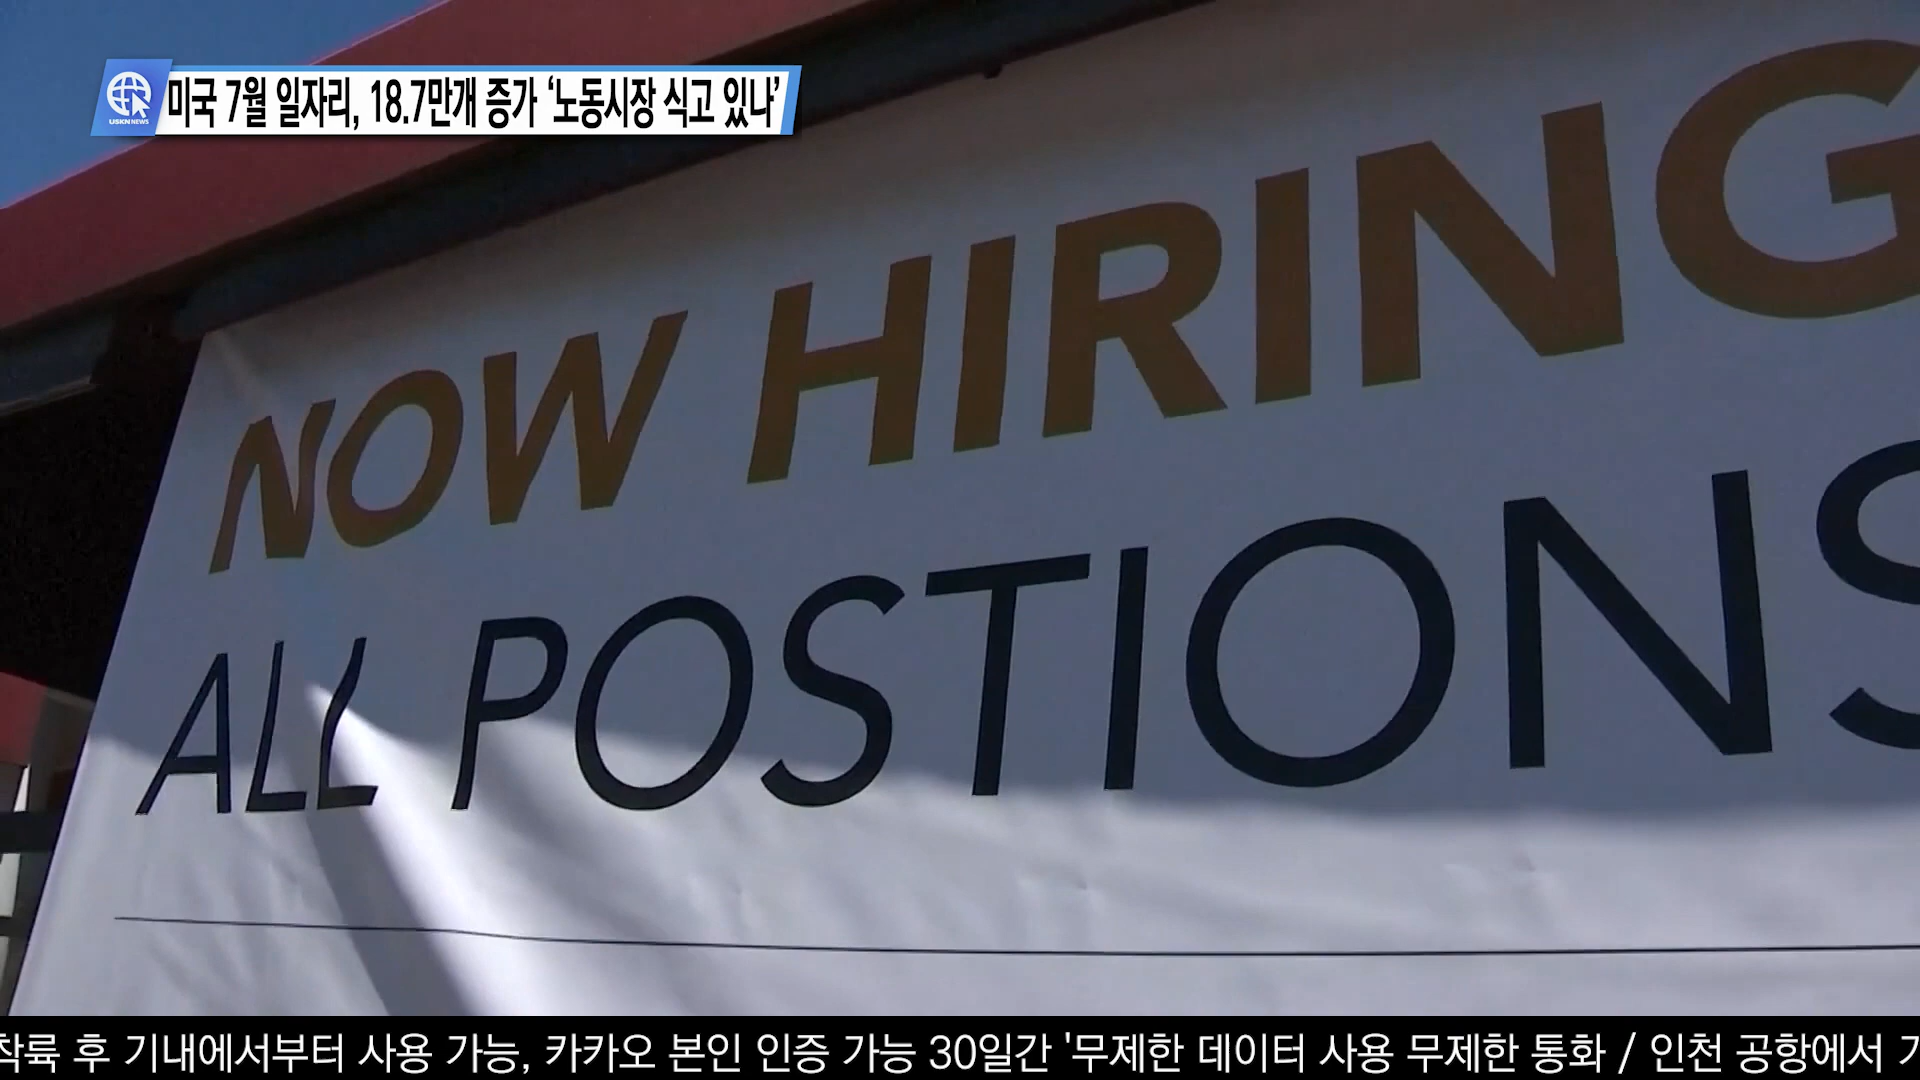 USKN NEWS
미국 7월 일자리, 18.7만개 증가 ‘노동시장 식고 있나’
NOW HIRING
ALL POSTIONS
착륙 후 기내에서부터 사용 가능, 카카오 본인 인증 가능 30일간 '무제한 데이터 사용 무제한 통화 / 인천 공항에서